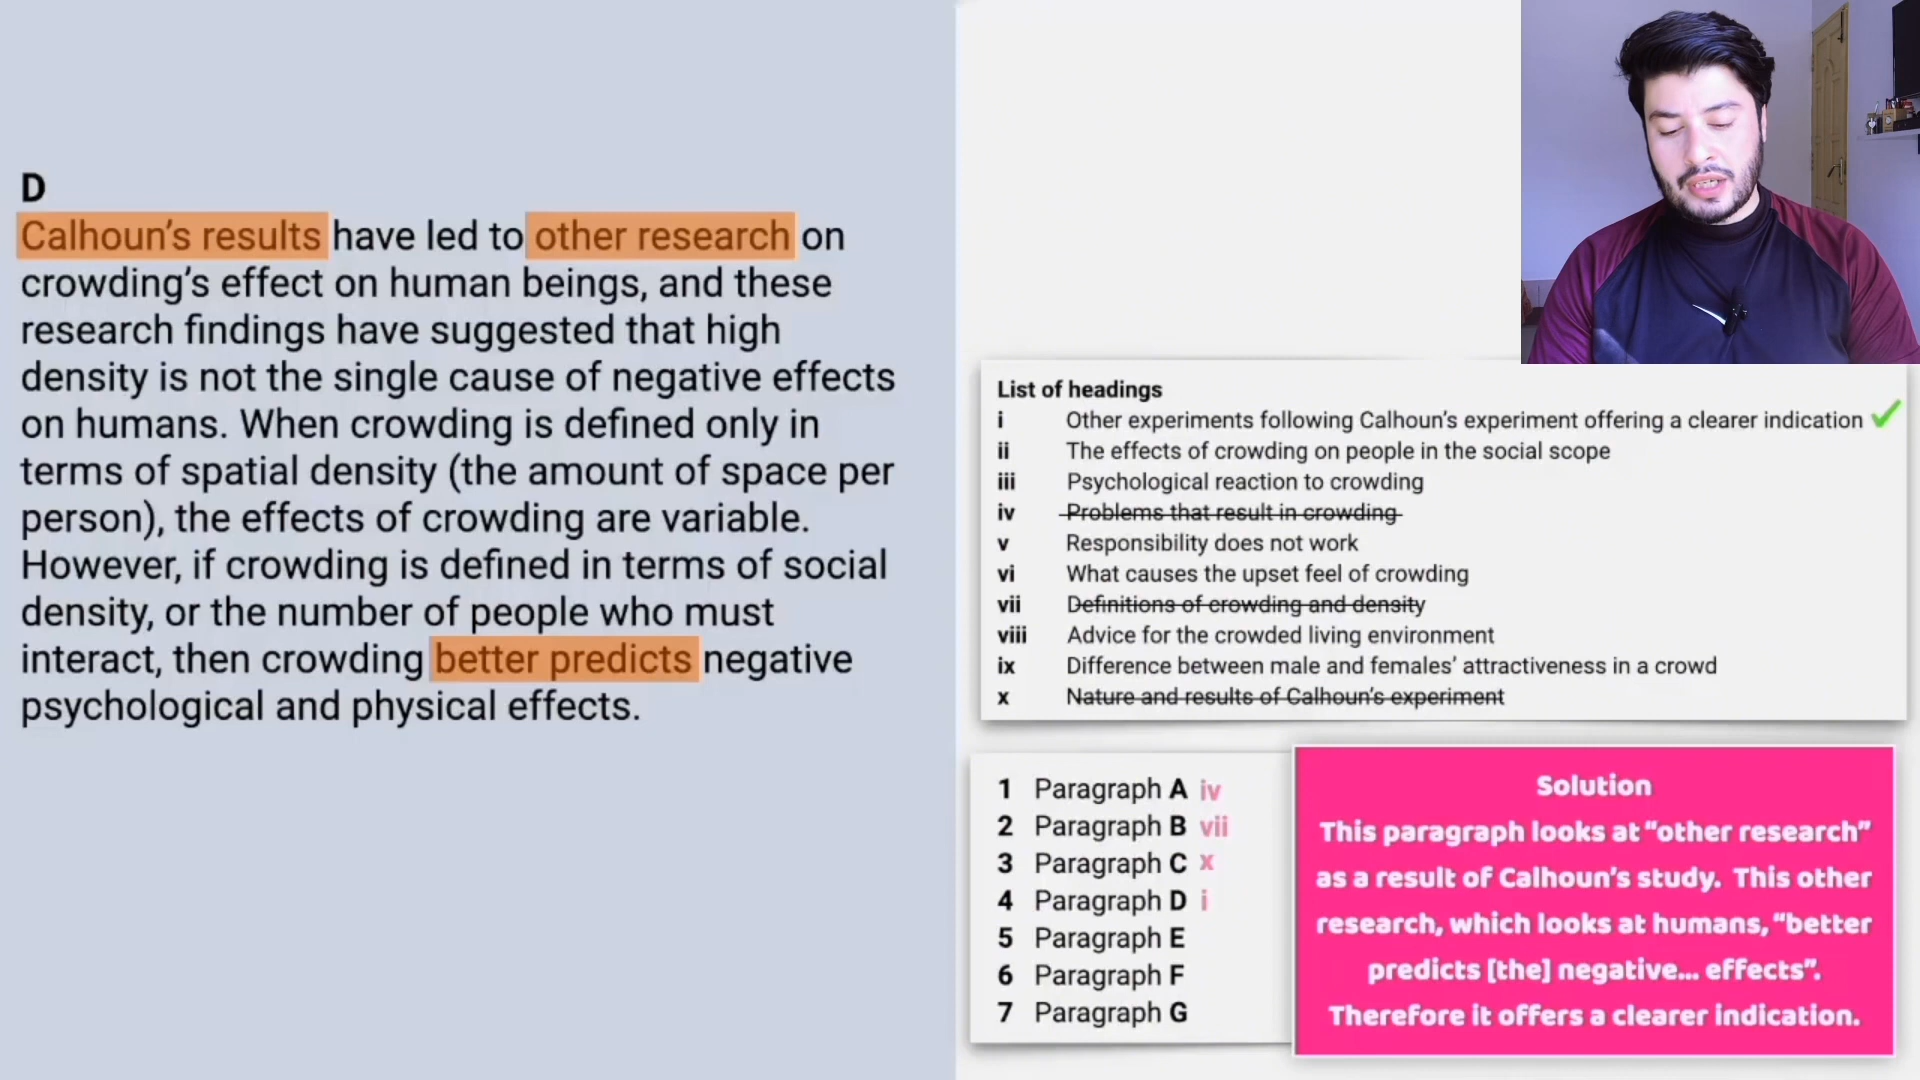 D
Calhoun's results have led to other research on
crowding's effect on human beings, and these
research findings have suggested that high
density is not the single cause of negative effects
on humans. When crowding is defined only in
terms of spatial density (the amount of space per
person), the effects of crowding are variable.
However, if crowding is defined in terms of social
density, or the number of people who must
interact, then crowding better predicts negative
psychological and physical effects.
List of headings
i Other experiments following Calhoun's experiment offering a clearer indication
ii The effects of crowding on people in the social scope
iii Psychological reaction to crowding
iv Problems that result in crowding
v Responsibility does not work
vi What causes the upset feel of crowding
vii Definitions of crowding and density
viii Advice for the crowded living environment
ix Difference between male and females' attractiveness in a crowd
x Nature and results of Calhoun's experiment
1 Paragraph A iv
2 Paragraph B vii
3 Paragraph C x
4 Paragraph D i
5 Paragraph E
6 Paragraph F
7 Paragraph G
Solution
This paragraph looks at "other research"
as a result of Calhoun's study. This other
research, which looks at humans, "better
predicts [the] negative... effects".
Therefore it offers a clearer indication.